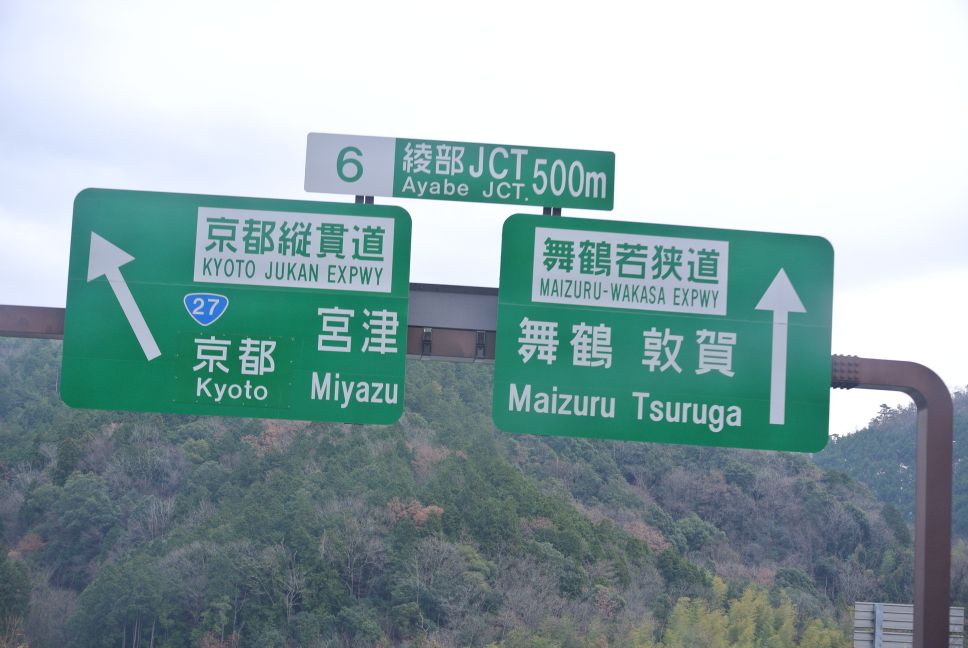 6 綾部JCT 500m
Ayabe JCT.
京都縦貫道
KYOTO JUKAN EXPWY
27
京都 宮津
Kyoto Miyazu
舞鶴若狭道
MAIZURU-WAKASA EXPWY
舞鶴 敦賀
Maizuru Tsuruga